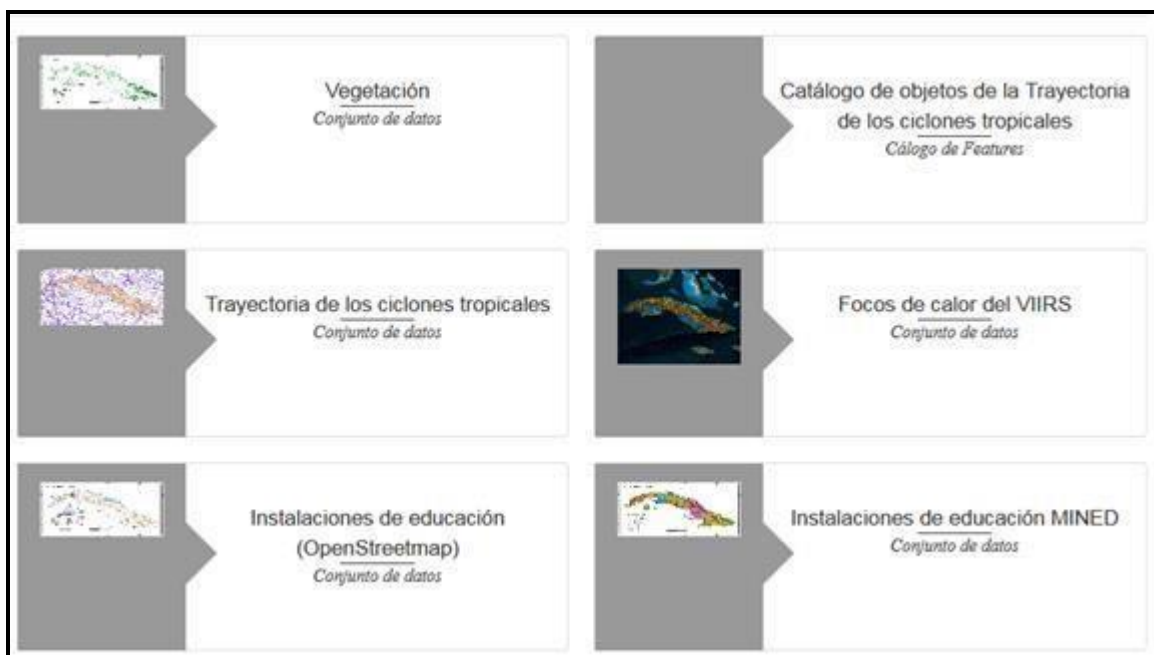 Vegetación
Conjunto de datos
Catálogo de objetos de la Trayectoria
de los ciclones tropicales
Cálogo de Features
Trayectoria de los ciclones tropicales
Conjunto de datos
Focos de calor del VIIRS
Conjunto de datos
Instalaciones de educación
(OpenStreetmap)
Conjunto de datos
Instalaciones de educación MINED
Conjunto de datos